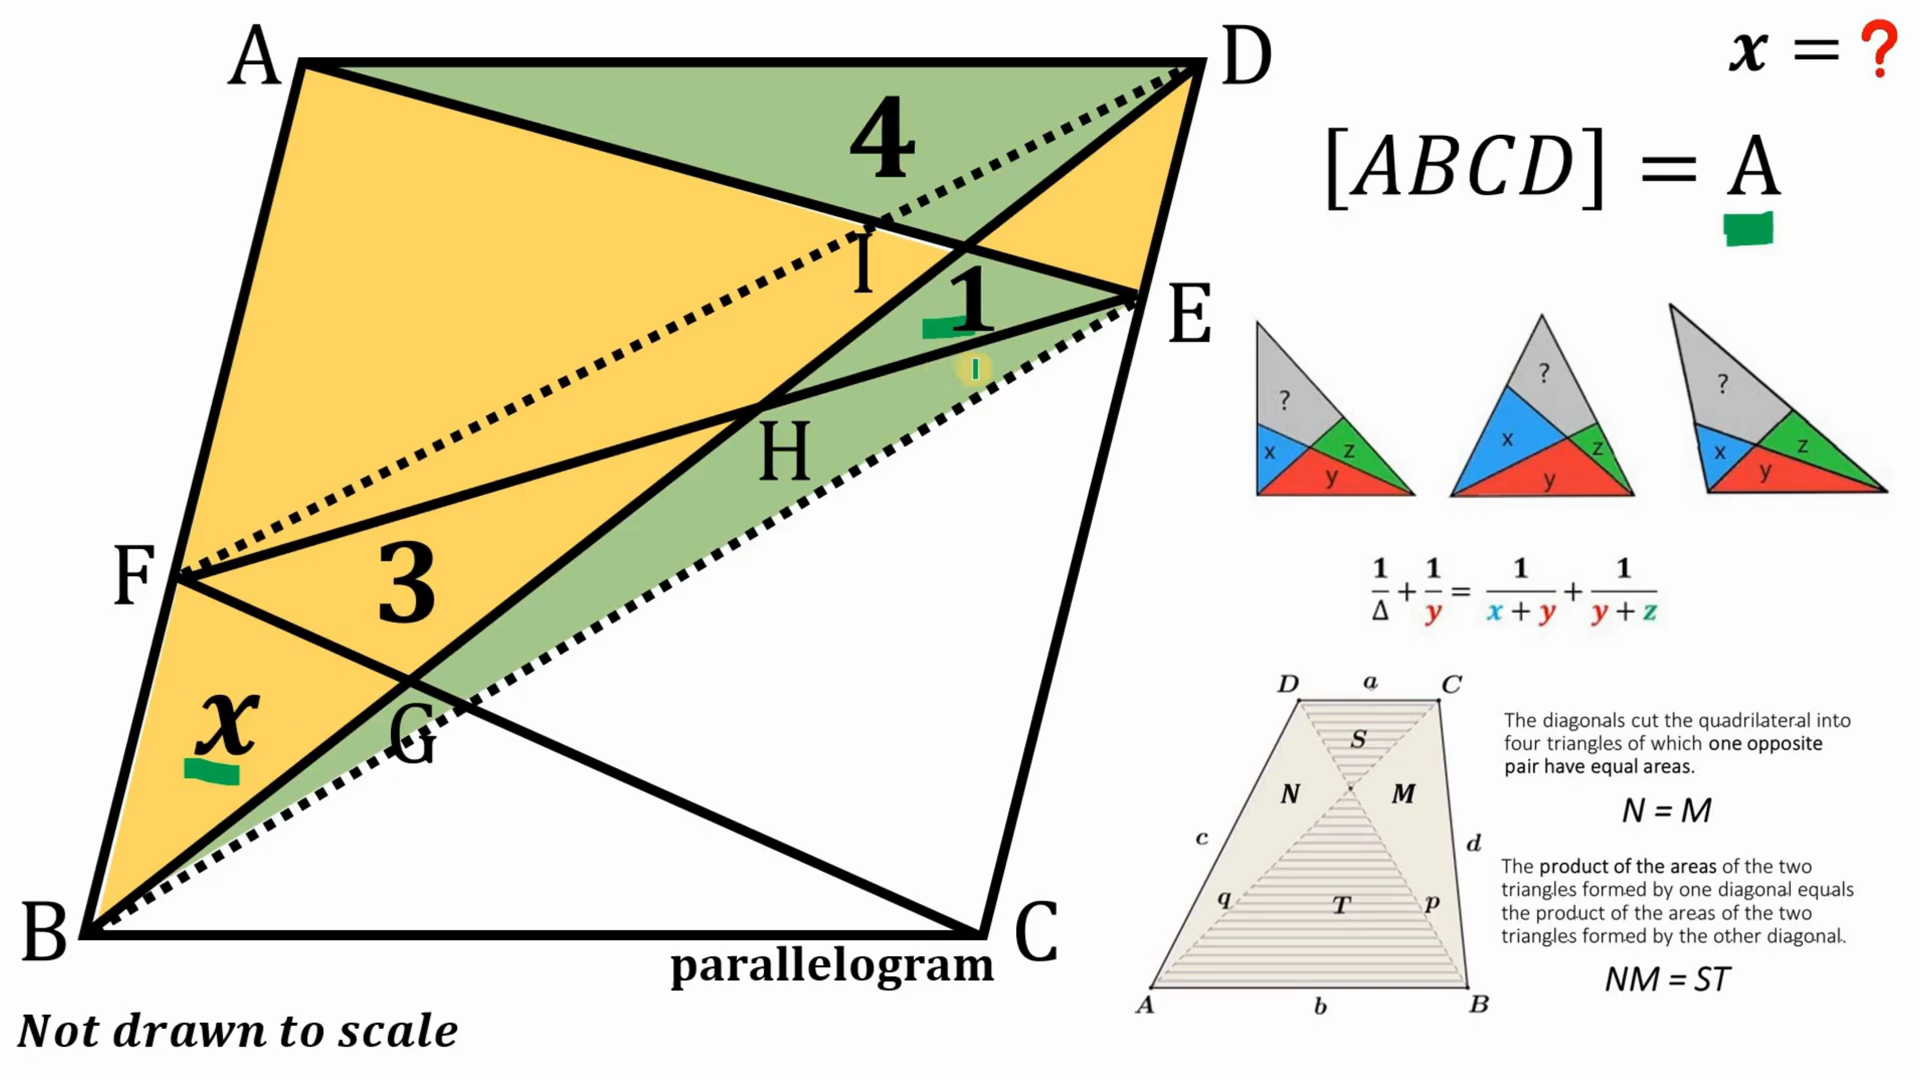 A
D
4
I
1
E
F
H
3
x
G
B
C
parallelogram
Not drawn to scale
x = ?
[ABCD] = A
?
x
z
y
?
x
z
y
?
x
z
y
1/Δ + 1/y = 1/x + y + 1/y + z
D a C
S
N M
c
d
q T p
A b B
The diagonals cut the quadrilateral into
four triangles of which one opposite
pair have equal areas.
N = M
The product of the areas of the two
triangles formed by one diagonal equals
the product of the areas of the two
triangles formed by the other diagonal.
NM = ST